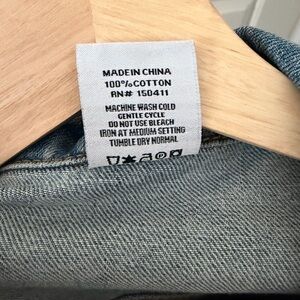 MADE IN CHINA
100% COTTON
RN# 150411
MACHINE WASH COLD
GENTLE CYCLE
DO NOT USE BLEACH
IRON AT MEDIUM SETTING
TUMBLE DRY NORMAL